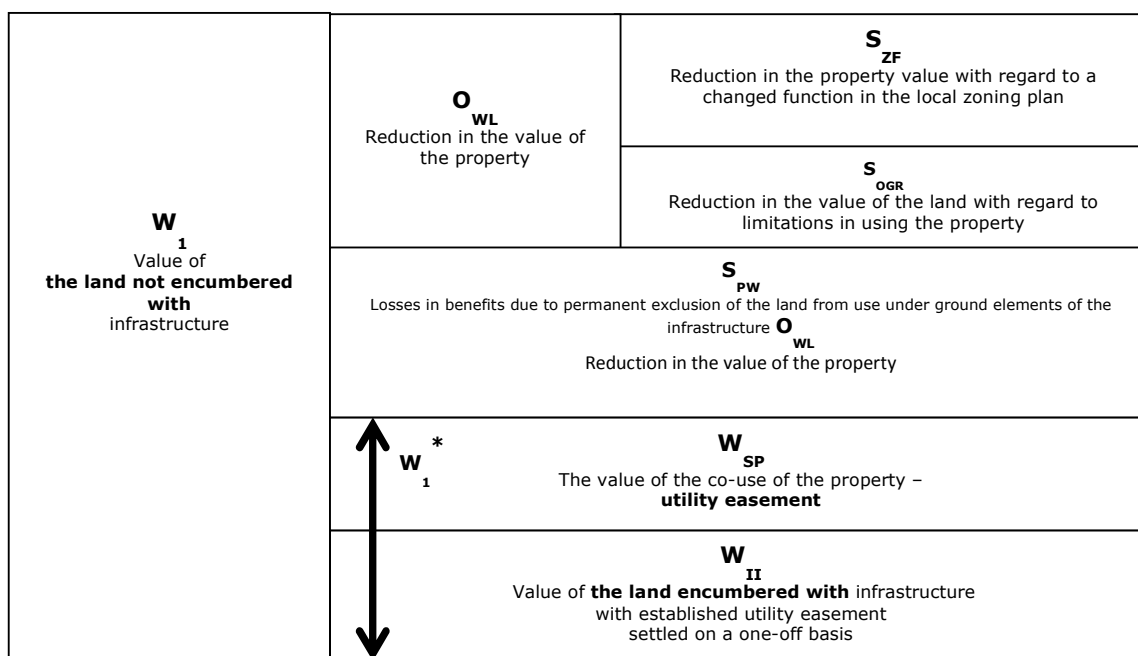 W
1
Value of
the land not encumbered
with
infrastructure
O
WL
Reduction in the value of
the property
S
ZF
Reduction in the property value with regard to a
changed function in the local zoning plan
S
OGR
Reduction in the value of the land with regard to
limitations in using the property
S
PW
Losses in benefits due to permanent exclusion of the land from use under ground elements of the
infrastructure O
WL
Reduction in the value of the property
W *
1
W
SP
The value of the co-use of the property –
utility easement
W
II
Value of the land encumbered with infrastructure
with established utility easement
settled on a one-off basis